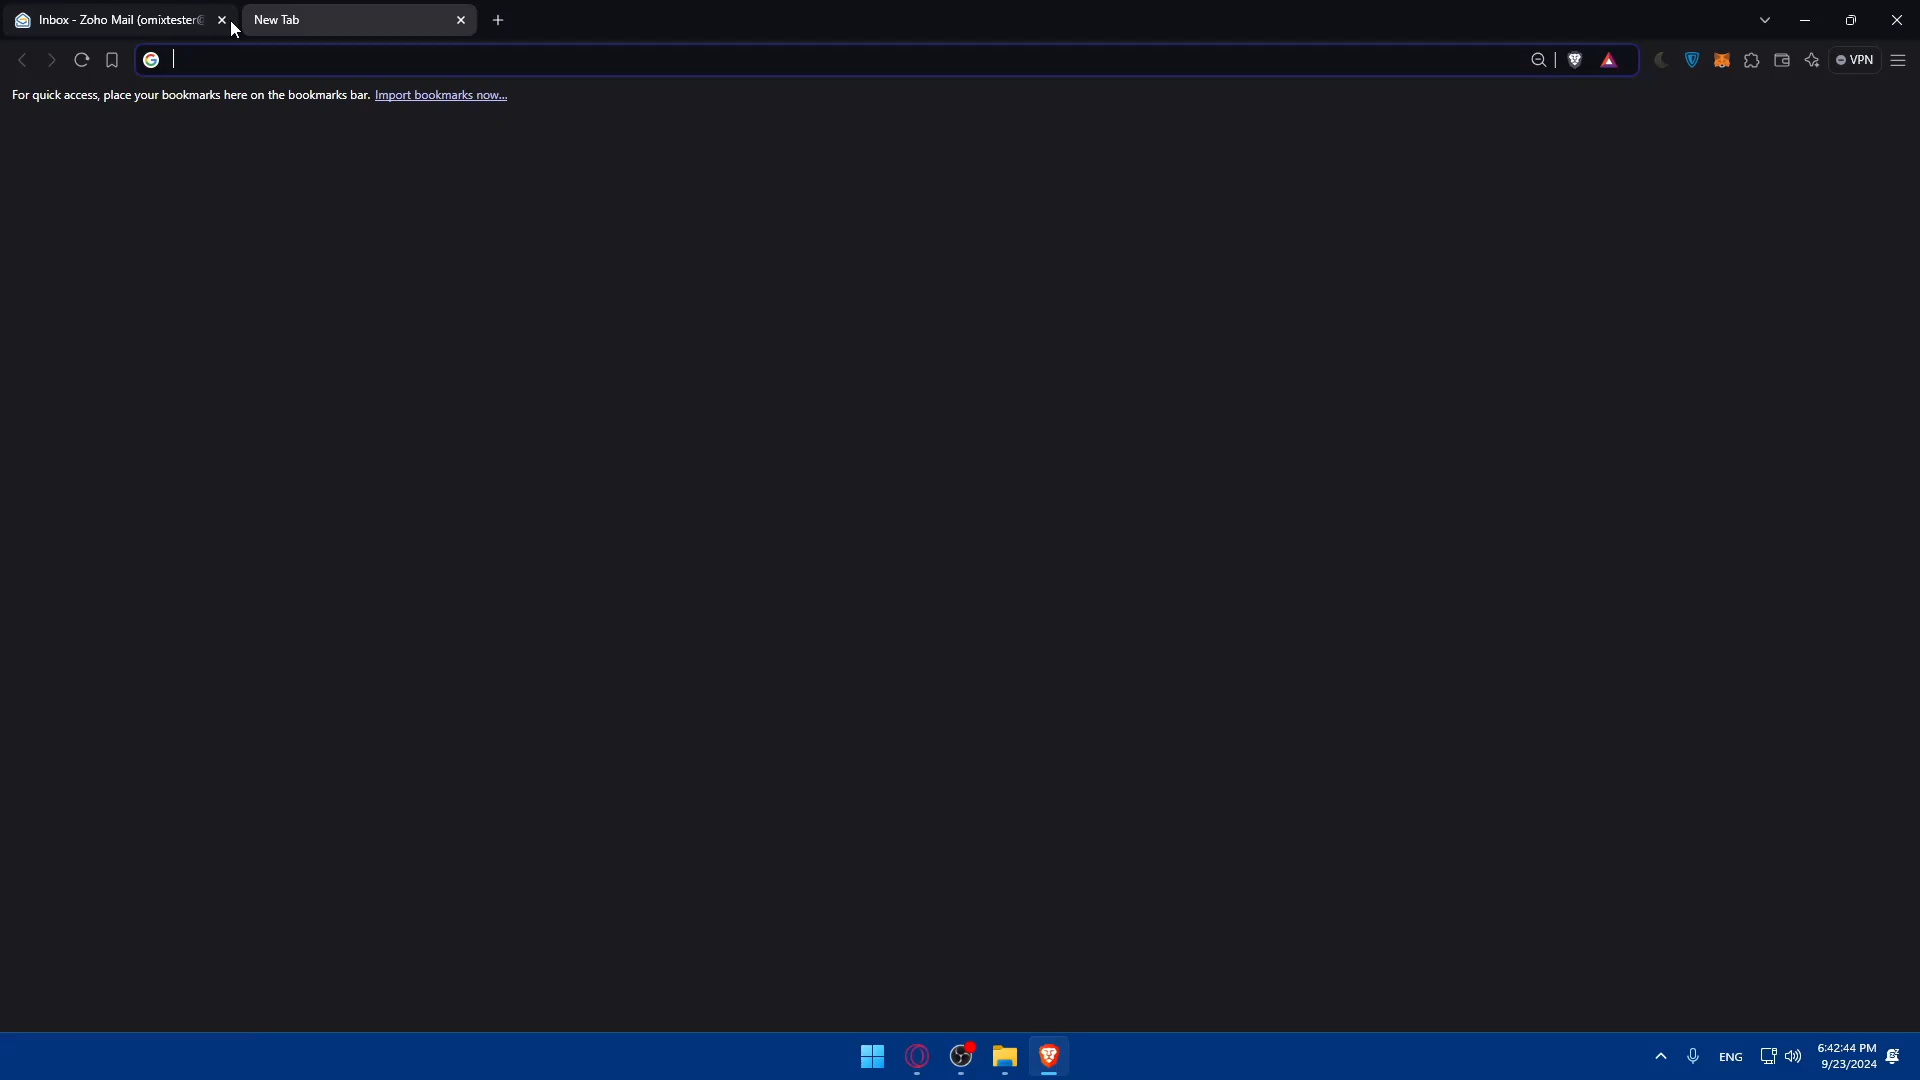 Inbox - Zoho Mail (omixtester@
New Tab
VPN
For quick access, place your bookmarks here on the bookmarks bar. Import bookmarks now...
ENG
6:42:44 PM
9/23/2024